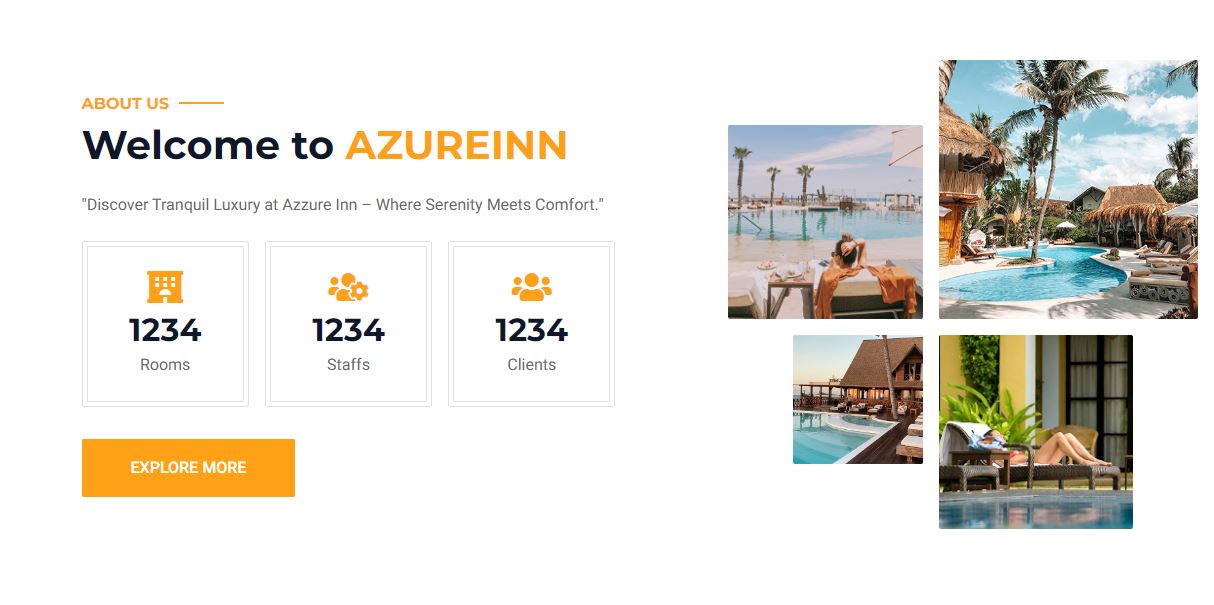 ABOUT US
Welcome to AZUREINN
"Discover Tranquil Luxury at Azzure Inn – Where Serenity Meets Comfort."
1234
Rooms
1234
Staffs
1234
Clients
EXPLORE MORE